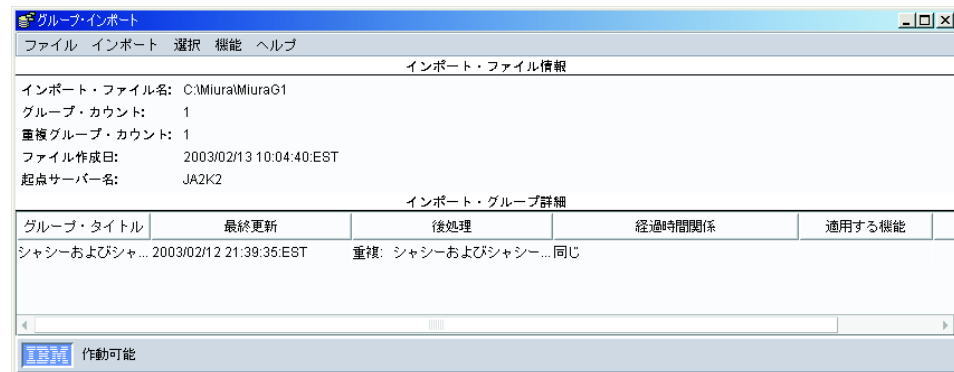 グループ・インポート
ファイル インポート 選択 機能 ヘルプ
インポート・ファイル情報
インポート・ファイル名: C:\Miura\MiuraG1
グループ・カウント: 1
重複グループ・カウント: 1
ファイル作成日: 2003/02/13 10:04:40:EST
起点サーバー名: JA2K2
インポート・グループ詳細
グループ・タイトル 最終更新 後処理 経過時間関係 適用する機能
シャシーおよびシャ... 2003/02/12 21:39:35:EST 重複: シャシーおよびシャシー... 同じ
IBM 作動可能